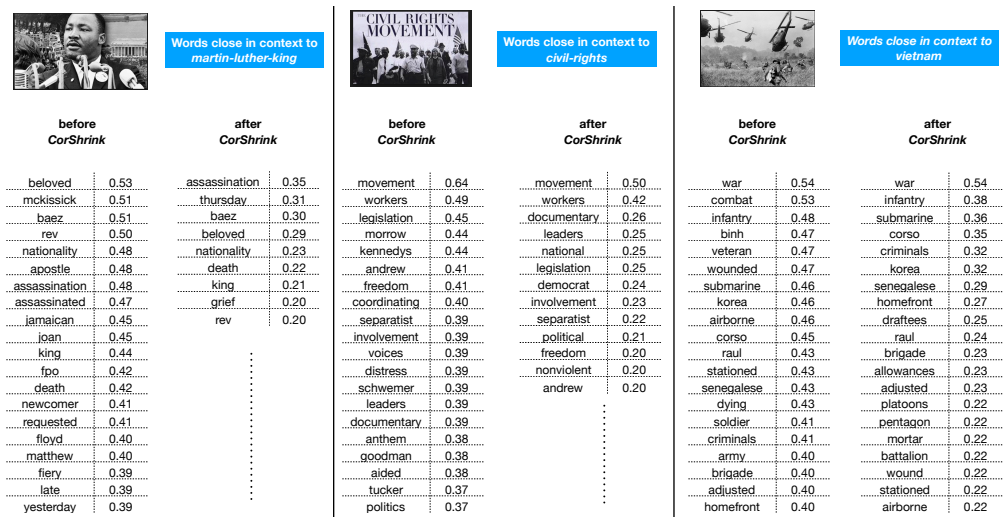 Words close in context to
martin-luther-king
before
CorShrink
after
CorShrink
beloved 0.53
mckissick 0.51
baez 0.51
rev 0.50
nationality 0.48
apostle 0.48
assassination 0.48
assassinated 0.47
jamaican 0.45
joan 0.45
king 0.44
fpo 0.42
death 0.42
newcomer 0.41
requested 0.41
floyd 0.40
matthew 0.40
fiery 0.39
late 0.39
yesterday 0.39
assassination 0.35
thursday 0.31
baez 0.30
beloved 0.29
nationality 0.23
death 0.22
king 0.21
grief 0.20
rev 0.20
CIVIL RIGHTS
MOVEMENT
Words close in context to
civil-rights
before
CorShrink
after
CorShrink
movement 0.64
workers 0.49
legislation 0.45
morrow 0.44
kennedys 0.44
andrew 0.41
freedom 0.41
coordinating 0.40
separatist 0.39
involvement 0.39
voices 0.39
distress 0.39
schwemer 0.39
leaders 0.39
documentary 0.39
anthem 0.38
goodman 0.38
aided 0.38
tucker 0.37
politics 0.37
movement 0.50
workers 0.42
documentary 0.26
leaders 0.25
national 0.25
legislation 0.25
democrat 0.24
involvement 0.23
separatist 0.22
political 0.21
freedom 0.20
nonviolent 0.20
andrew 0.20
Words close in context to
vietnam
before
CorShrink
after
CorShrink
war 0.54
combat 0.53
infantry 0.48
binh 0.47
veteran 0.47
wounded 0.47
submarine 0.46
korea 0.46
airborne 0.46
corso 0.45
raul 0.43
stationed 0.43
senegalese 0.43
dying 0.43
soldier 0.41
criminals 0.41
army 0.40
brigade 0.40
adjusted 0.40
homefront 0.40
war 0.54
infantry 0.38
submarine 0.36
corso 0.35
criminals 0.32
korea 0.32
senegalese 0.29
homefront 0.27
draftees 0.25
raul 0.24
brigade 0.23
allowances 0.23
adjusted 0.23
platoons 0.22
pentagon 0.22
mortar 0.22
battalion 0.22
wound 0.22
stationed 0.22
airborne 0.22